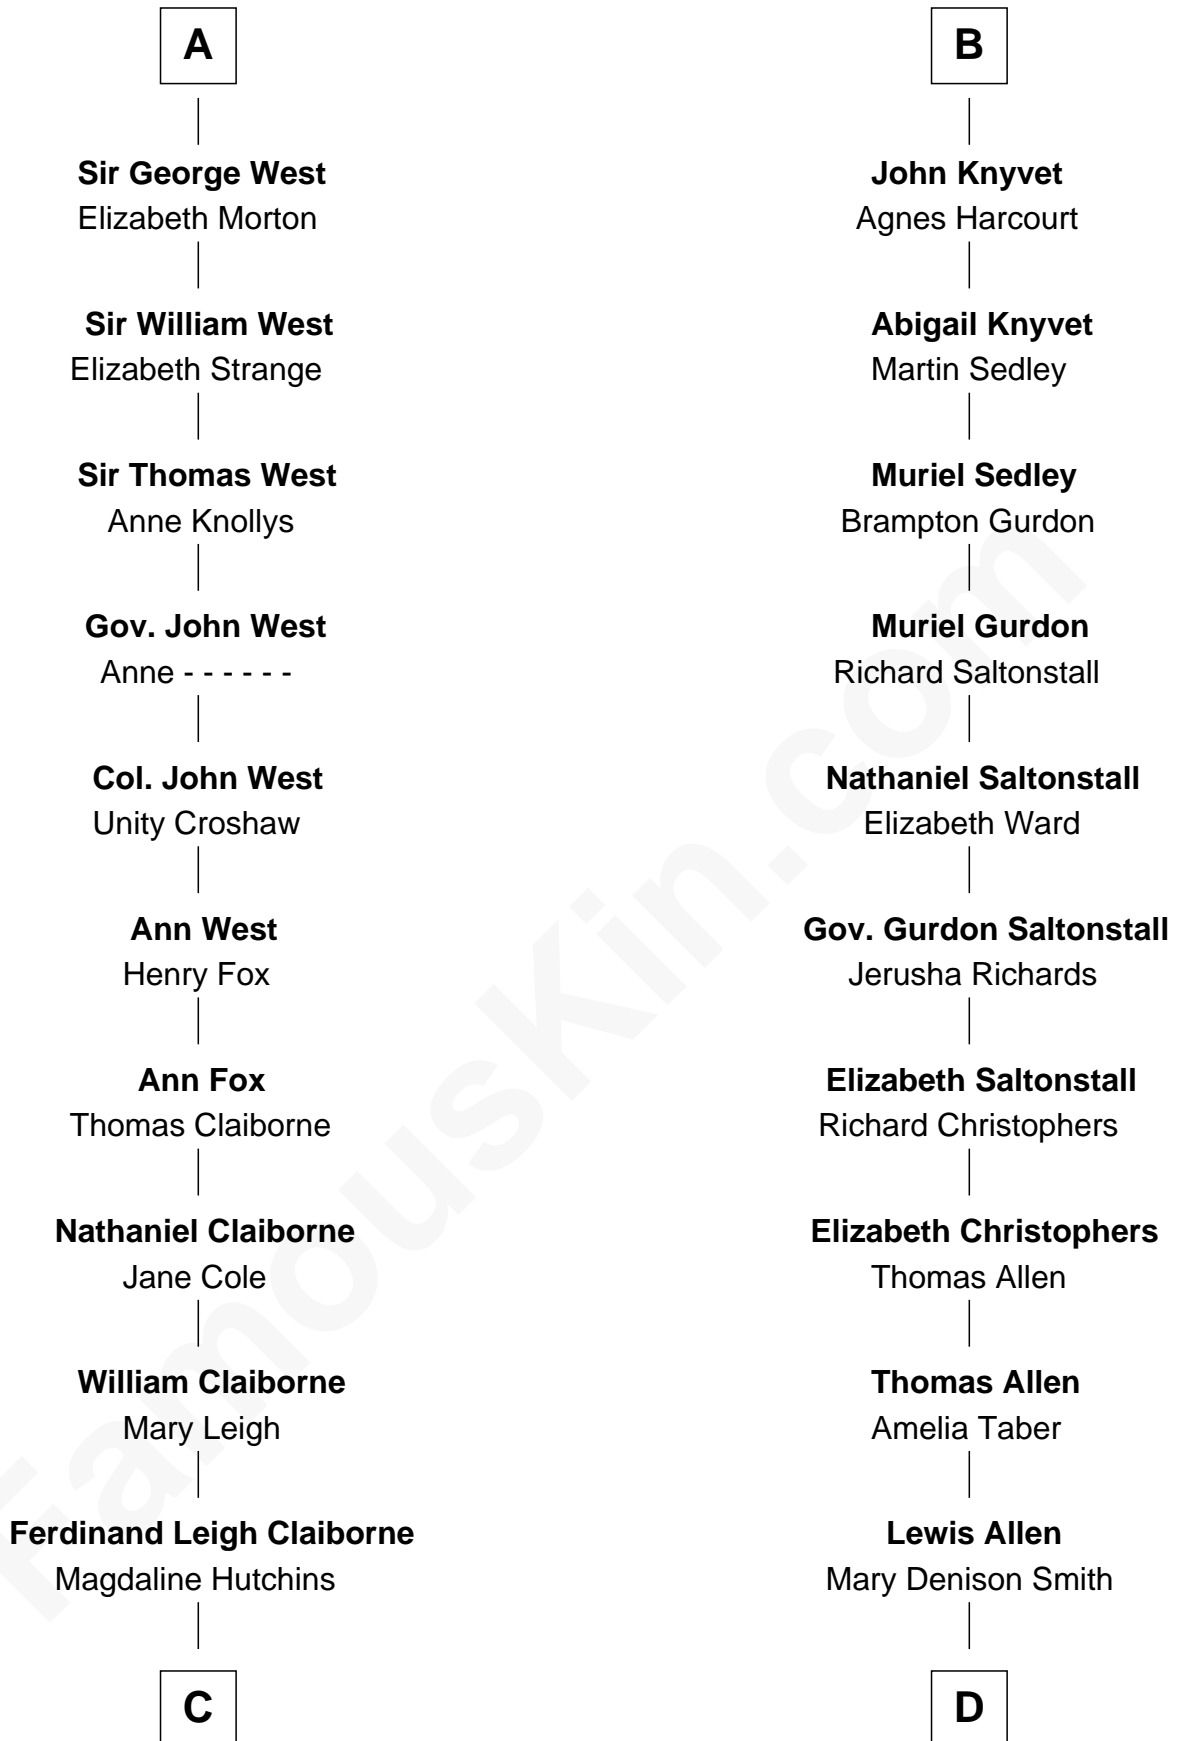 A
Sir George West
Elizabeth Morton
Sir William West
Elizabeth Strange
Sir Thomas West
Anne Knollys
Gov. John West
Anne - - - - - -
Col. John West
Unity Croshaw
Ann West
Henry Fox
Ann Fox
Thomas Claiborne
Nathaniel Claiborne
Jane Cole
William Claiborne
Mary Leigh
Ferdinand Leigh Claiborne
Magdaline Hutchins
C
B
John Knyvet
Agnes Harcourt
Abigail Knyvet
Martin Sedley
Muriel Sedley
Brampton Gurdon
Muriel Gurdon
Richard Saltonstall
Nathaniel Saltonstall
Elizabeth Ward
Gov. Gurdon Saltonstall
Jerusha Richards
Elizabeth Saltonstall
Richard Christophers
Elizabeth Christophers
Thomas Allen
Thomas Allen
Amelia Taber
Lewis Allen
Mary Denison Smith
D
FamousKin.com